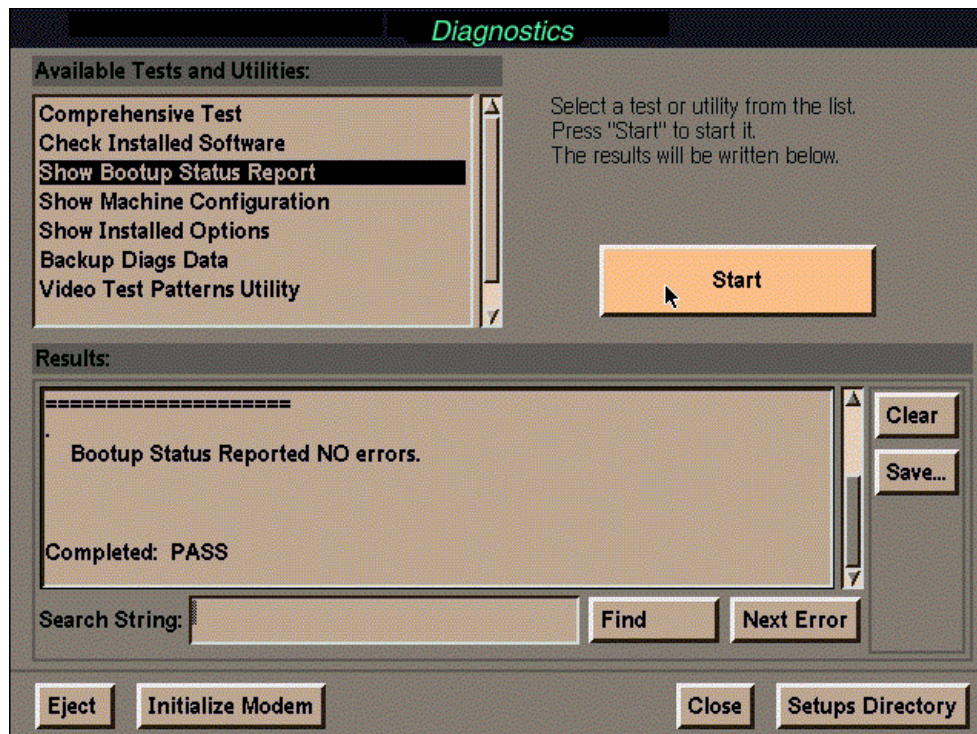 Diagnostics
Available Tests and Utilities:
Comprehensive Test
Check Installed Software
Show Bootup Status Report
Show Machine Configuration
Show Installed Options
Backup Diags Data
Video Test Patterns Utility
Select a test or utility from the list.
Press "Start" to start it.
The results will be written below.
Start
Results:
====================
.
Bootup Status Reported NO errors.
Completed: PASS
Clear
Save...
Search String:
Find
Next Error
Eject
Initialize Modem
Close
Setups Directory